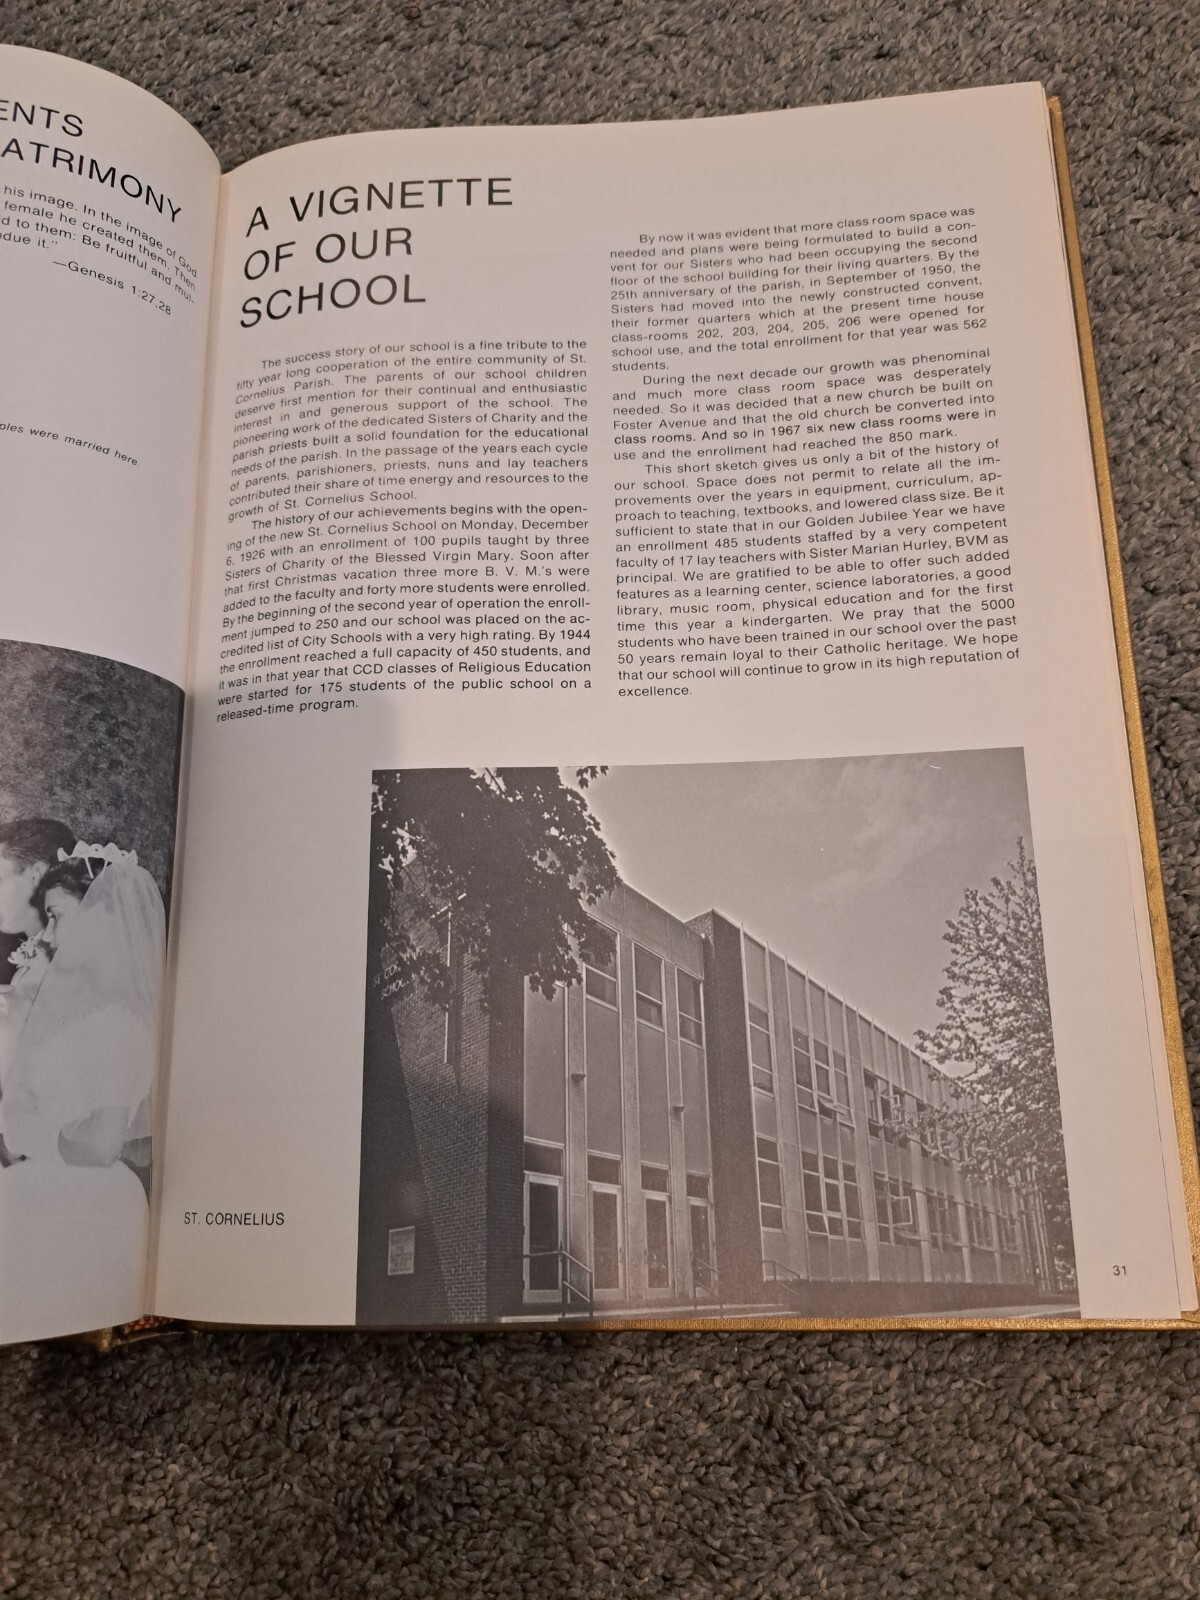 ENTS
ATRIMONY
his image. In the image of God
female he created them. Then
d to them: Be fruitful and mul-
due it."
—Genesis 1:27,28
ples were married here.
A VIGNETTE
OF OUR
SCHOOL
The success story of our school is a fine tribute to the
fifty year long cooperation of the entire community of St.
Cornelius Parish. The parents of our school children
deserve first mention for their continual and enthusiastic
interest in and generous support of the school. The
pioneering work of the dedicated Sisters of Charity and the
parish priests built a solid foundation for the educational
needs of the parish. In the passage of the years each cycle
of parents, parishioners, priests, nuns and lay teachers
contributed their share of time energy and resources to the
growth of St. Cornelius School.
The history of our achievements begins with the open-
ing of the new St. Cornelius School on Monday, December
6, 1926 with an enrollment of 100 pupils taught by three
Sisters of Charity of the Blessed Virgin Mary. Soon after
that first Christmas vacation three more B. V. M.'s were
added to the faculty and forty more students were enrolled.
By the beginning of the second year of operation the enroll-
ment jumped to 250 and our school was placed on the ac-
credited list of City Schools with a very high rating. By 1944
the enrollment reached a full capacity of 450 students, and
it was in that year that CCD classes of Religious Education
were started for 175 students of the public school on a
released-time program.
By now it was evident that more class room space was
needed and plans were being formulated to build a con-
vent for our Sisters who had been occupying the second
floor of the school building for their living quarters. By the
25th anniversary of the parish, in September of 1950, the
Sisters had moved into the newly constructed convent,
their former quarters which at the present time house
class-rooms 202, 203, 204, 205, 206 were opened for
school use, and the total enrollment for that year was 562
students.
During the next decade our growth was phenominal
and much more class room space was desperately
needed. So it was decided that a new church be built on
Foster Avenue and that the old church be converted into
class rooms. And so in 1967 six new class rooms were in
use and the enrollment had reached the 850 mark.
This short sketch gives us only a bit of the history of
our school. Space does not permit to relate all the im-
provements over the years in equipment, curriculum, ap-
proach to teaching, textbooks, and lowered class size. Be it
sufficient to state that in our Golden Jubilee Year we have
an enrollment 485 students staffed by a very competent
faculty of 17 lay teachers with Sister Marian Hurley, BVM as
principal. We are gratified to be able to offer such added
features as a learning center, science laboratories, a good
library, music room, physical education and for the first
time this year a kindergarten. We pray that the 5000
students who have been trained in our school over the past
50 years remain loyal to their Catholic heritage. We hope
that our school will continue to grow in its high reputation of
excellence.
ST. CO
SCHOOL
ST. CORNELIUS
31